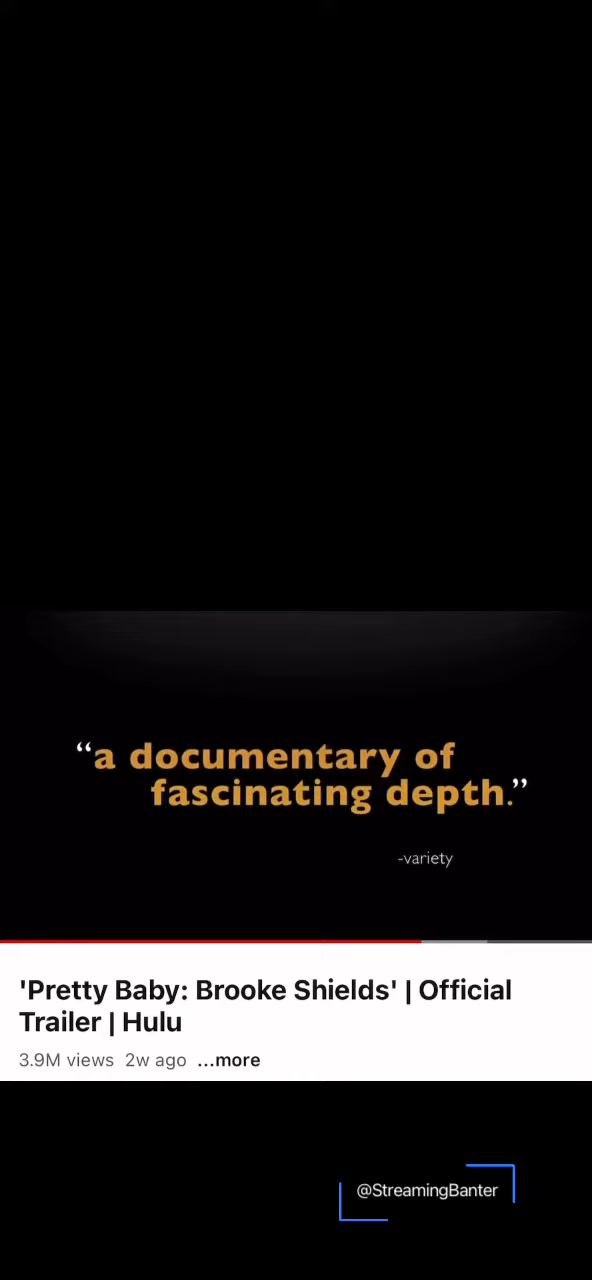 “a documentary of
fascinating depth.”
-variety
'Pretty Baby: Brooke Shields' | Official
Trailer | Hulu
3.9M views 2w ago ...more
@StreamingBanter